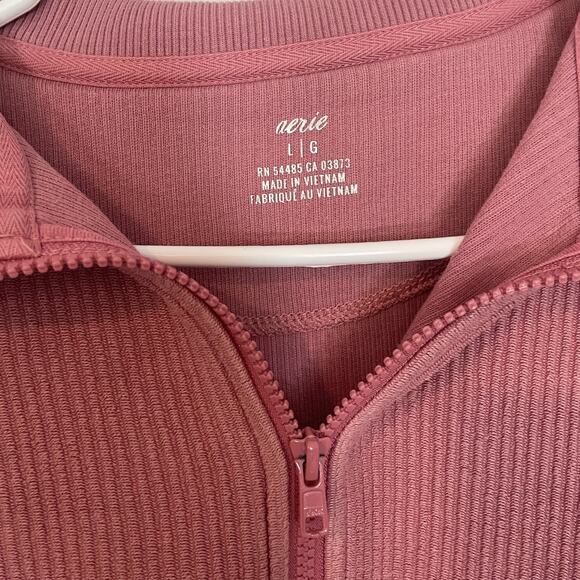 aerie
L | G
RN 54485 CA 03873
MADE IN VIETNAM
FABRIQUÉ AU VIETNAM